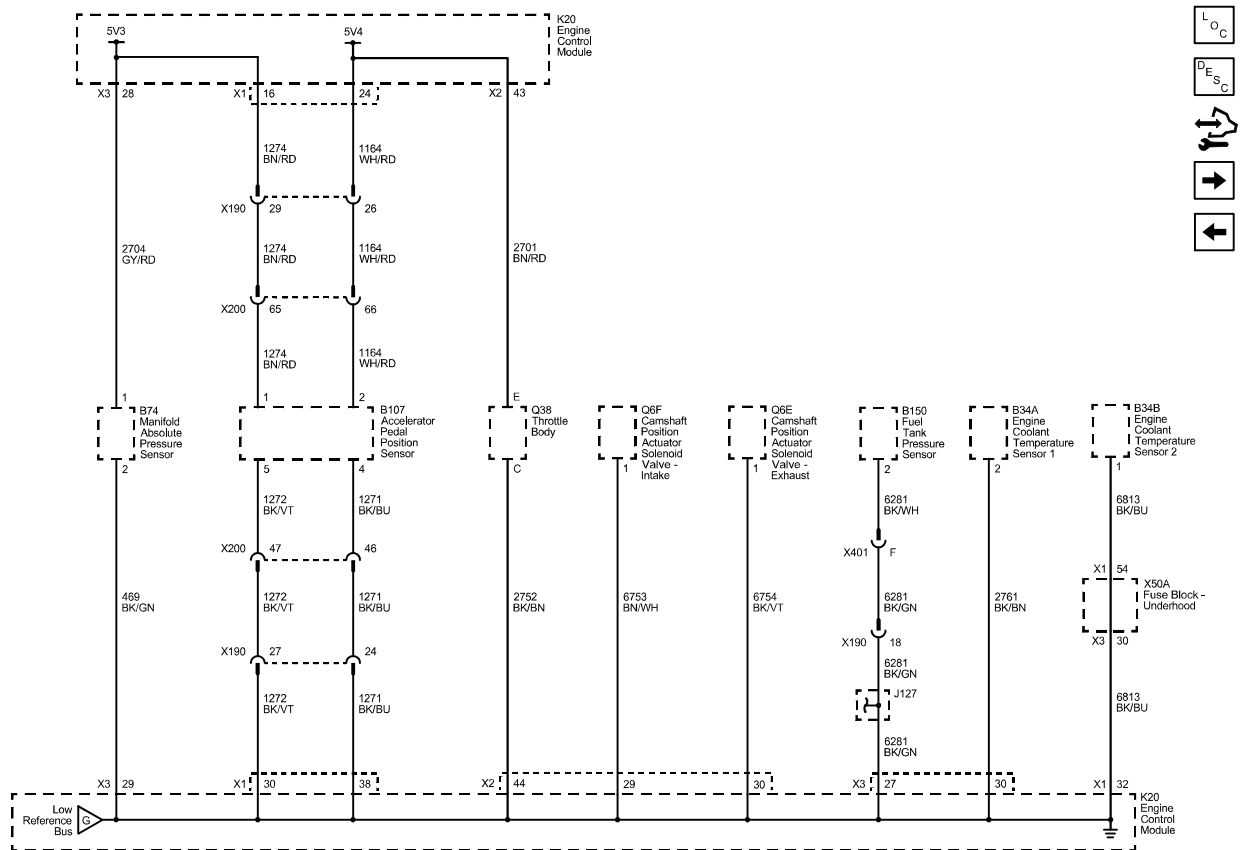 K20
Engine
Control
Module
5V3
5V4
X3 28
X1 16
24
X2 43
1274
BN/RD
1164
WH/RD
X190 29
26
2704
GY/RD
1274
BN/RD
1164
WH/RD
2701
BN/RD
X200 65
66
1274
BN/RD
1164
WH/RD
1
1
2
E
B74
Manifold
Absolute
Pressure
Sensor
B107
Accelerator
Pedal
Position
Sensor
Q38
Throttle
Body
Q6F
Camshaft
Position
Actuator
Solenoid
Valve -
Intake
Q6E
Camshaft
Position
Actuator
Solenoid
Valve -
Exhaust
B150
Fuel
Tank
Pressure
Sensor
B34A
Engine
Coolant
Temperature
Sensor 1
B34B
Engine
Coolant
Temperature
Sensor 2
2
5
4
C
1
1
2
2
1
1272
BK/VT
1271
BK/BU
6281
BK/WH
6813
BK/BU
X200 47
46
X401 F
X1 54
X50A
Fuse Block -
Underhood
469
BK/GN
1272
BK/VT
1271
BK/BU
2752
BK/BN
6753
BN/WH
6754
BK/VT
6281
BK/GN
2761
BK/BN
X190 27
24
X190 18
X3 30
6281
BK/GN
J127
1272
BK/VT
1271
BK/BU
6813
BK/BU
6281
BK/GN
X3 29
X1 30
38
X2 44
29
30
X3 27
30
X1 32
K20
Engine
Control
Module
Low
Reference
Bus
G
L
O
C
D
E
S
C